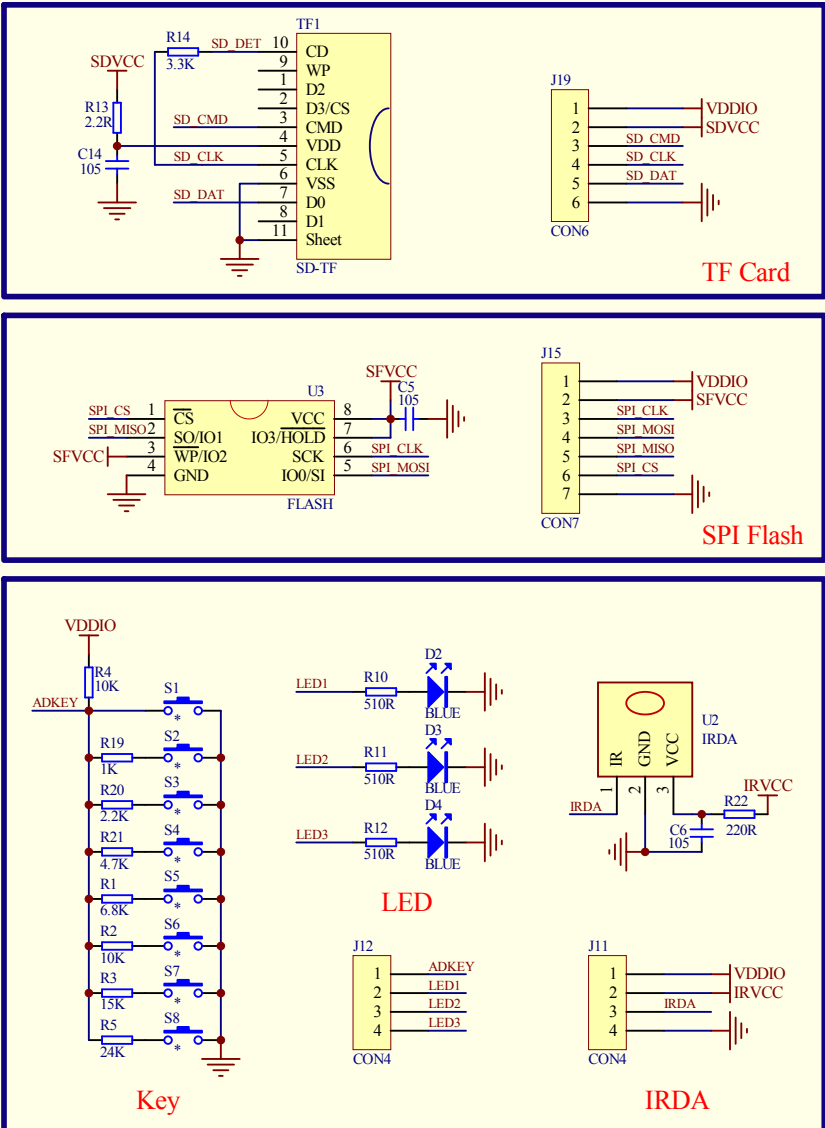 TF1
R14
SD_DET
10
CD
3.3K
9
WP
SDVCC
1
D2
R13
2.2R
2
D3/CS
SD_CMD
3
CMD
4
VDD
C14
105
SD_CLK
5
CLK
6
VSS
SD_DAT
7
D0
8
D1
11
Sheet
SD-TF
J19
1
VDDIO
2
SDVCC
3
SD_CMD
4
SD_CLK
5
SD_DAT
6
CON6
TF Card
U3
SPI_CS
1
CS
SPI_MISO
2
SO/IO1
SFVCC
3
WP/IO2
4
GND
SFVCC
C5
105
VCC
8
IO3/HOLD
7
SCK
6
SPI_CLK
IO0/SI
5
SPI_MOSI
FLASH
J15
1
VDDIO
2
SFVCC
3
SPI_CLK
4
SPI_MOSI
5
SPI_MISO
6
SPI_CS
7
CON7
SPI Flash
VDDIO
R4
10K
ADKEY
S1
*
R19
1K
S2
*
R20
2.2K
S3
*
R21
4.7K
S4
*
R1
6.8K
S5
*
R2
10K
S6
*
R3
15K
S7
*
R5
24K
S8
*
Key
LED1
R10
510R
D2
BLUE
LED2
R11
510R
D3
BLUE
LED3
R12
510R
D4
BLUE
LED
U2
IRDA
IR
GND
VCC
1
2
3
IRDA
IRVCC
R22
220R
C6
105
J12
1
ADKEY
2
LED1
3
LED2
4
LED3
CON4
J11
1
VDDIO
2
IRVCC
3
IRDA
4
CON4
IRDA